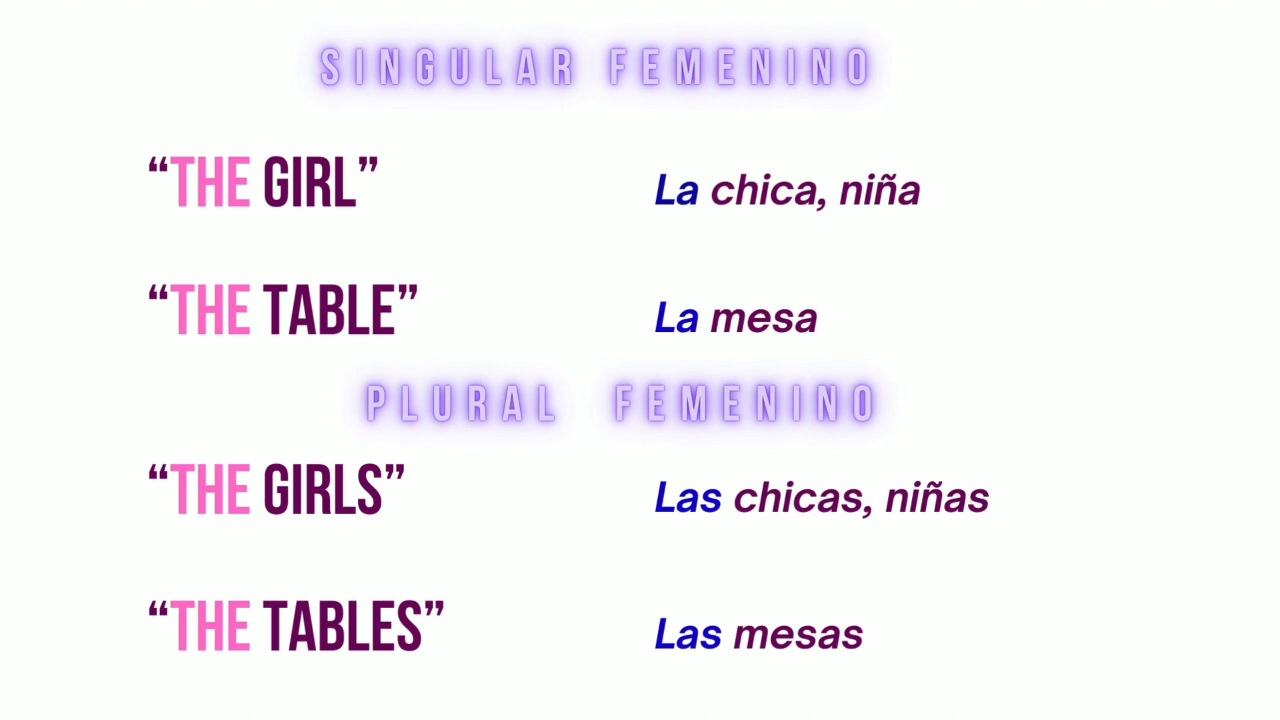 SINGULAR FEMENINO
“THE GIRL” La chica, niña
“THE TABLE” La mesa
PLURAL FEMENINO
“THE GIRLS” Las chicas, niñas
“THE TABLES” Las mesas